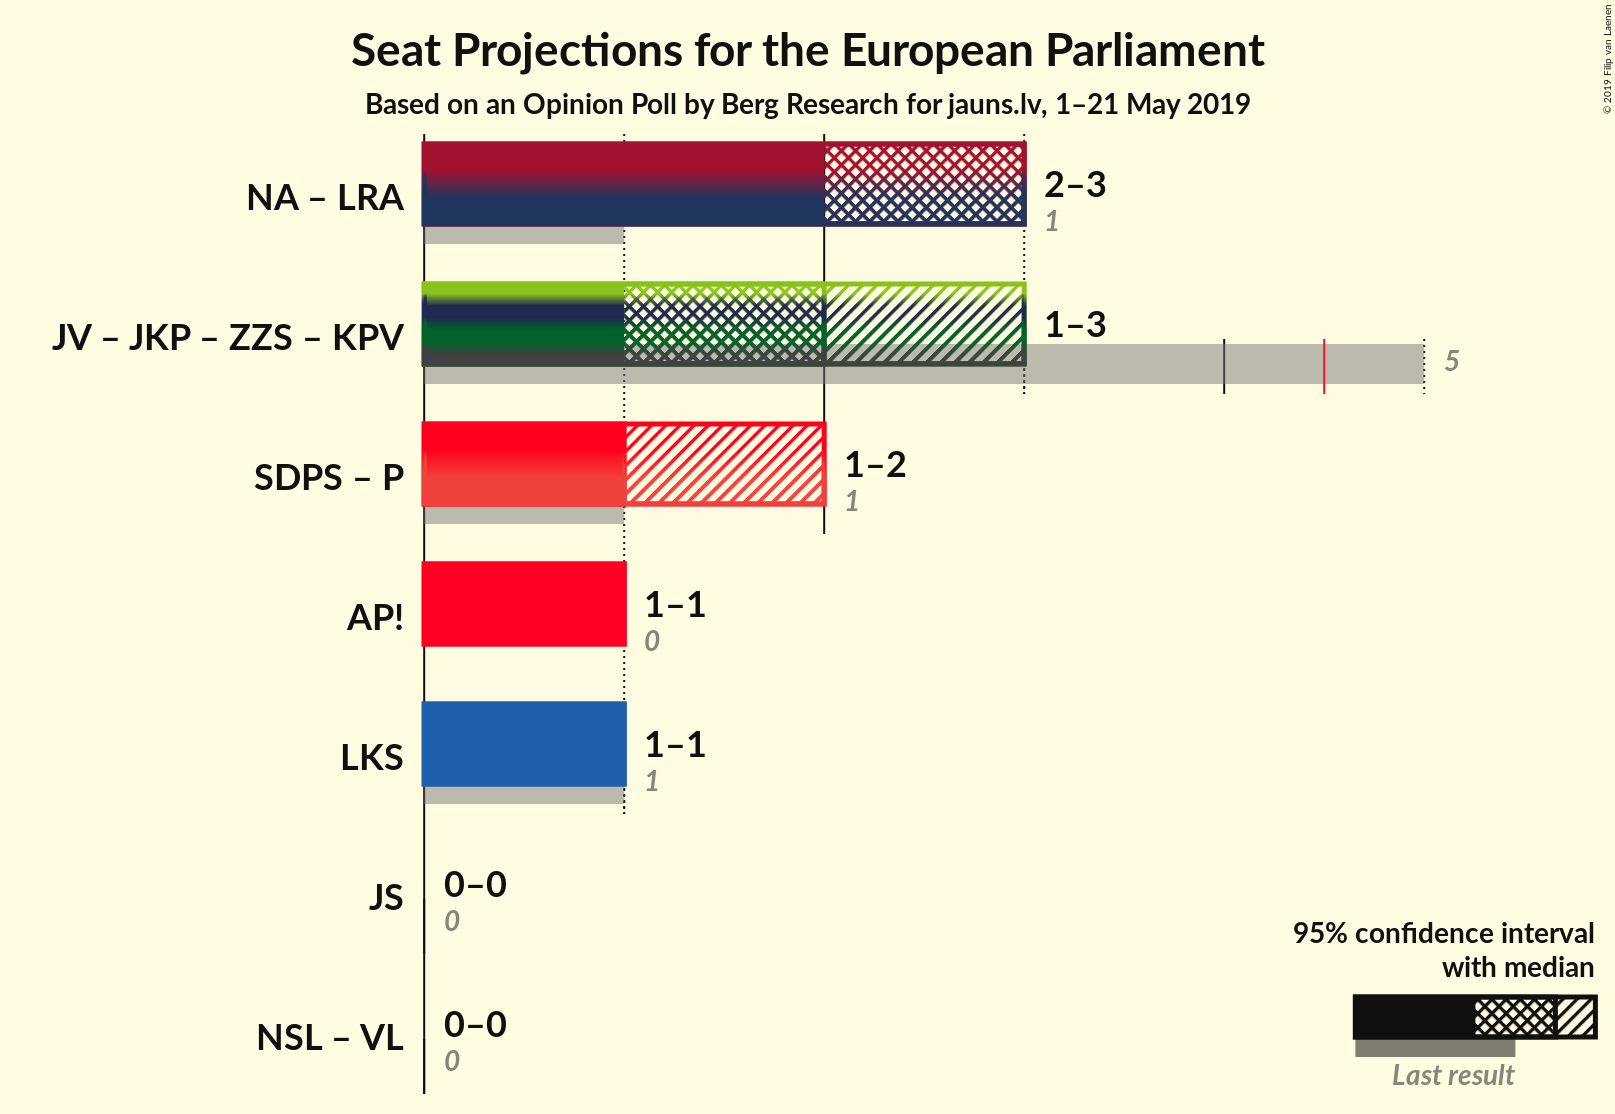 Seat Projections for the European Parliament
Based on an Opinion Poll by Berg Research for jauns.lv, 1–21 May 2019
© 2019 Filip van Laenen
NA – LRA
2–3
1
JV – JKP – ZZS – KPV
1–3
5
SDPS – P
1–2
1
AP!
1–1
0
LKS
1–1
1
JS
0–0
0
NSL – VL
0–0
0
95% confidence interval
with median
Last result